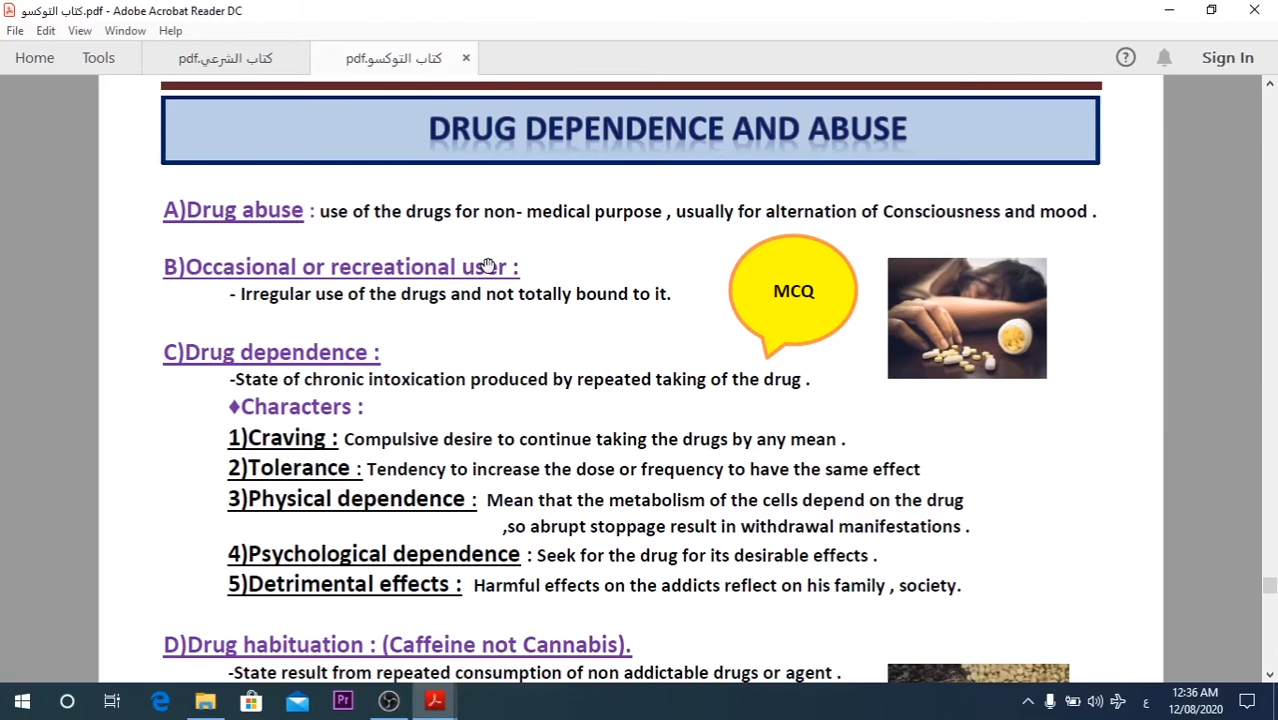 كتاب التوكسو.pdf - Adobe Acrobat Reader DC
File Edit View Window Help
Home Tools كتاب الشرعي.pdf كتاب التوكسو.pdf × Sign In
DRUG DEPENDENCE AND ABUSE
A)Drug abuse : use of the drugs for non- medical purpose , usually for alternation of Consciousness and mood .
B)Occasional or recreational user :
- Irregular use of the drugs and not totally bound to it.
MCQ
C)Drug dependence :
-State of chronic intoxication produced by repeated taking of the drug .
♦Characters :
1)Craving : Compulsive desire to continue taking the drugs by any mean .
2)Tolerance : Tendency to increase the dose or frequency to have the same effect
3)Physical dependence : Mean that the metabolism of the cells depend on the drug
,so abrupt stoppage result in withdrawal manifestations .
4)Psychological dependence : Seek for the drug for its desirable effects .
5)Detrimental effects : Harmful effects on the addicts reflect on his family , society.
D)Drug habituation : (Caffeine not Cannabis).
-State result from repeated consumption of non addictable drugs or agent .
Pr ع 12:36 AM
12/08/2020